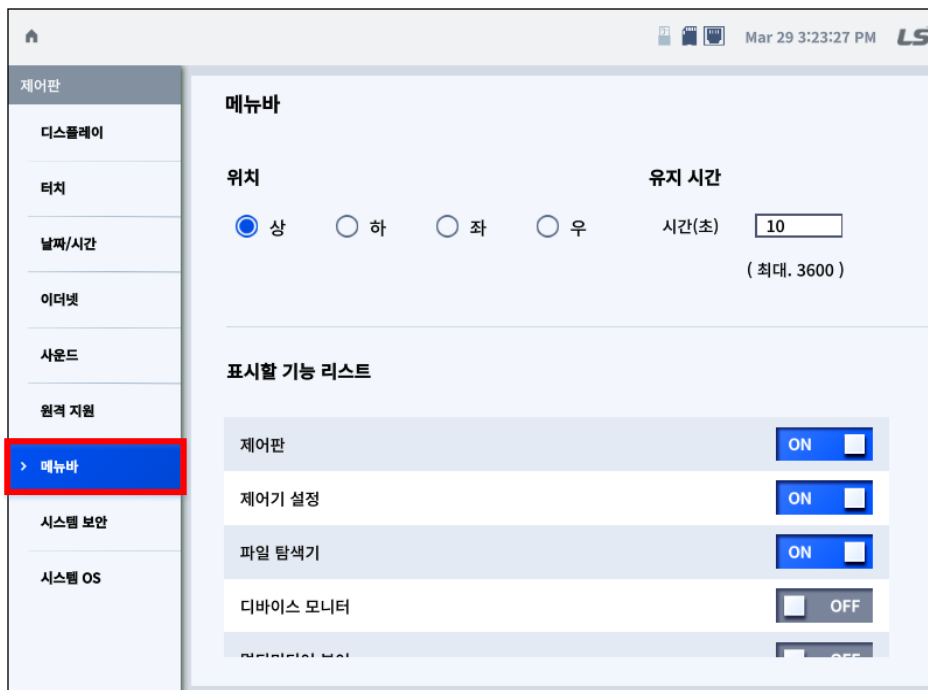 Mar 29 3:23:27 PM LS
제어판
디스플레이
터치
날짜/시간
이더넷
사운드
원격 지원
> 메뉴바
시스템 보안
시스템 OS
메뉴바
위치
유지 시간
상 하 좌 우
시간(초) 10
( 최대. 3600 )
표시할 기능 리스트
제어판 ON
제어기 설정 ON
파일 탐색기 ON
디바이스 모니터 OFF
OFF